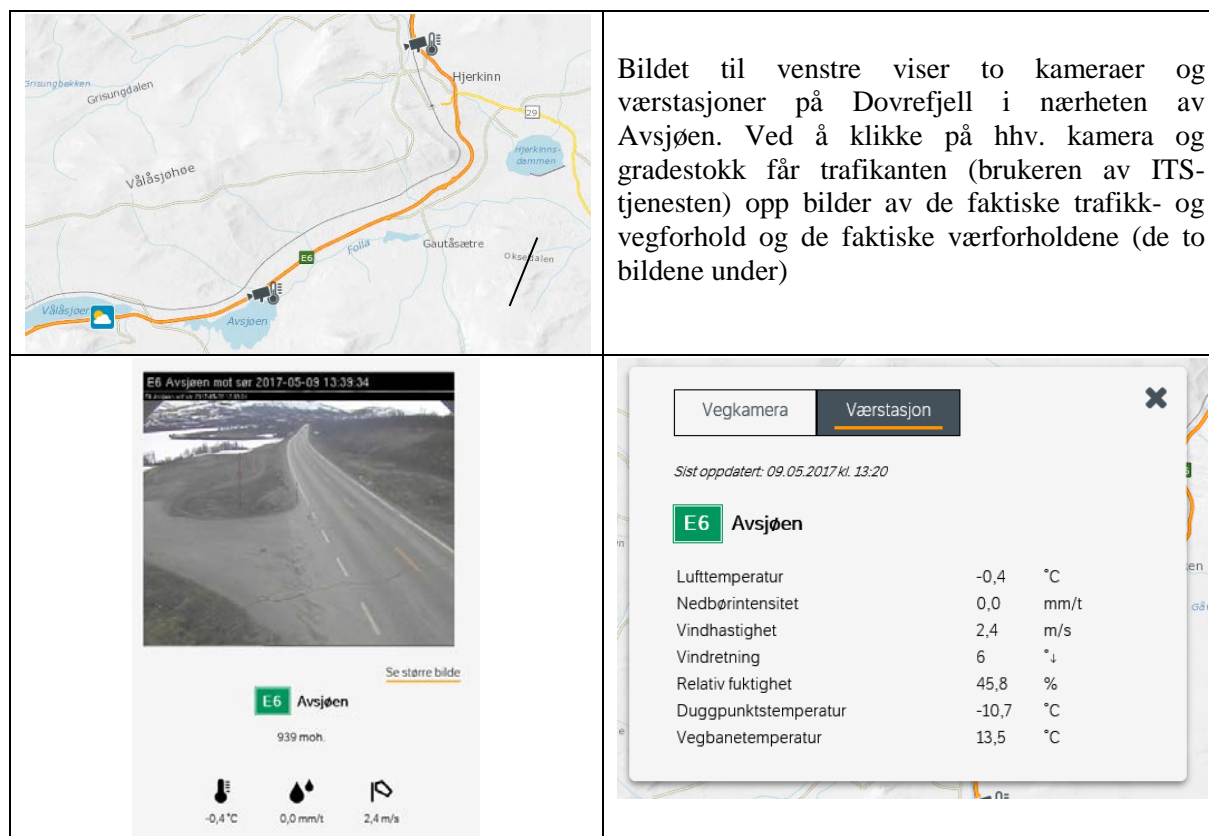 Grisungbekken
Grisungdalen
Hjerkinn
29
Hjerkinns-
dammen
Vålåsjøhøe
Folla
Gautåsætre
Oksedalen
E6
Vålåsjøen
Avsjøen
Bildet til venstre viser to kameraer og
værstasjoner på Dovrefjell i nærheten av
Avsjøen. Ved å klikke på hhv. kamera og
gradestokk får trafikanten (brukeren av ITS-
tjenesten) opp bilder av de faktiske trafikk- og
vegforhold og de faktiske værforholdene (de to
bildene under)
E6 Avsjøen mot sør 2017-05-09 13:39:34
Se større bilde
E6 Avsjøen
939 moh.
-0,4 °C 0,0 mm/t 2,4 m/s
Vegkamera Værstasjon
Sist oppdatert: 09.05.2017 kl. 13:20
E6 Avsjøen
Lufttemperatur -0,4 °C
Nedbørintensitet 0,0 mm/t
Vindhastighet 2,4 m/s
Vindretning 6 °↓
Relativ fuktighet 45,8 %
Duggpunktstemperatur -10,7 °C
Vegbanetemperatur 13,5 °C